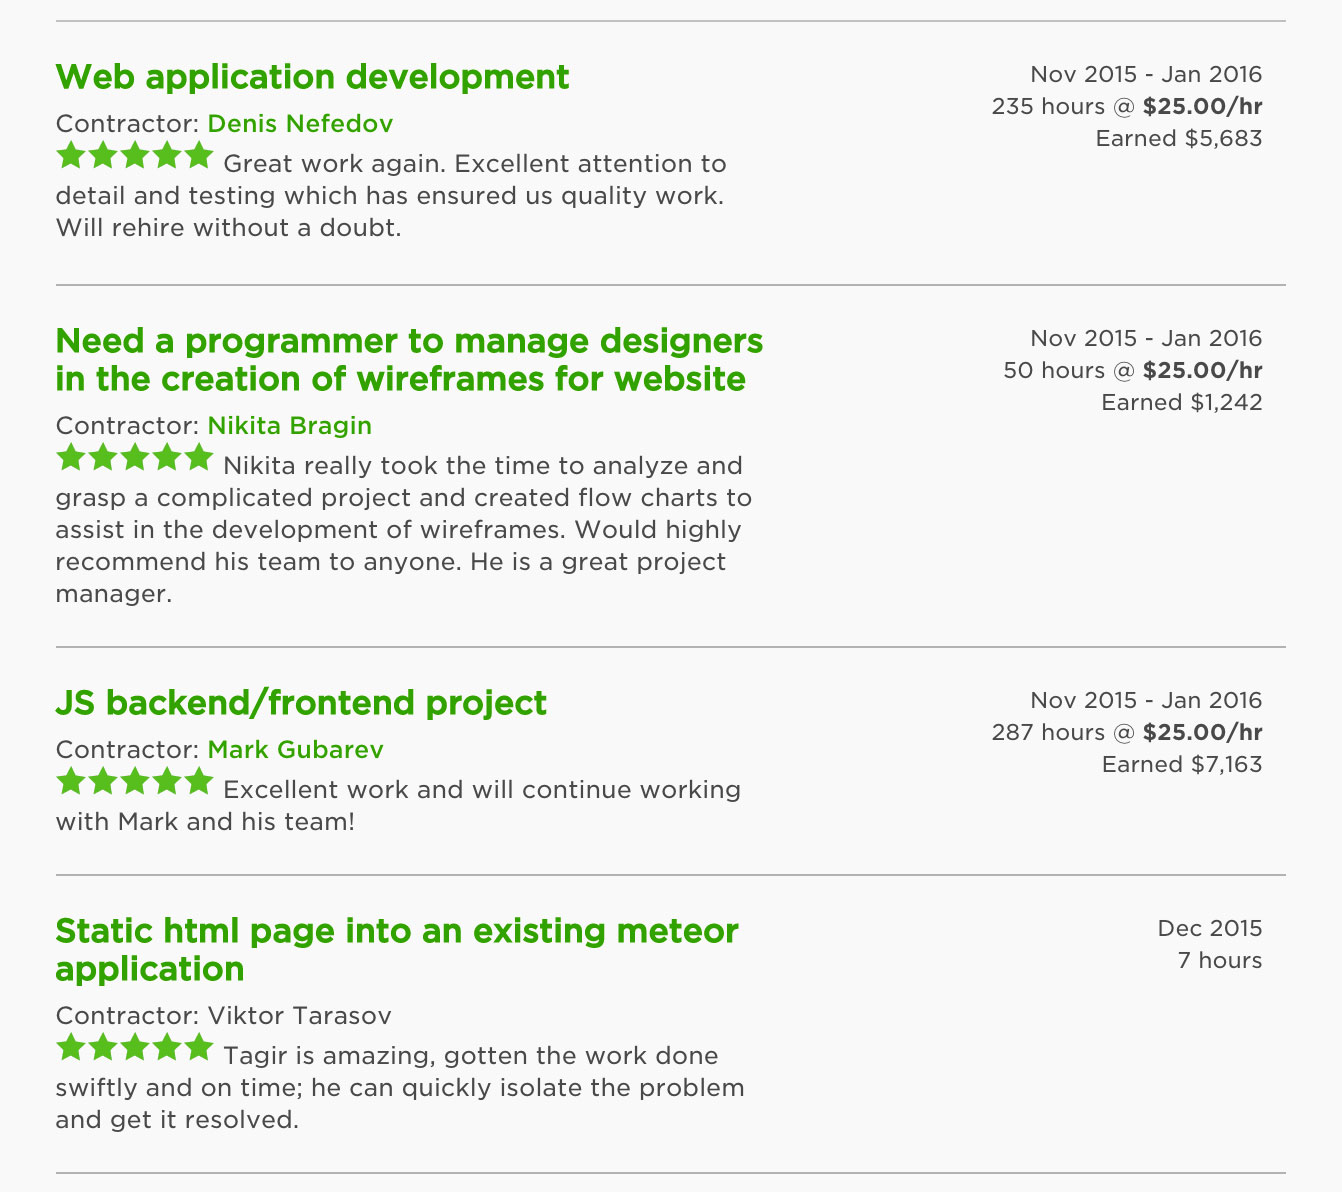 Web application development
Nov 2015 - Jan 2016
235 hours @ $25.00/hr
Earned $5,683
Contractor: Denis Nefedov
Great work again. Excellent attention to
detail and testing which has ensured us quality work.
Will rehire without a doubt.
Need a programmer to manage designers
in the creation of wireframes for website
Nov 2015 - Jan 2016
50 hours @ $25.00/hr
Earned $1,242
Contractor: Nikita Bragin
Nikita really took the time to analyze and
grasp a complicated project and created flow charts to
assist in the development of wireframes. Would highly
recommend his team to anyone. He is a great project
manager.
JS backend/frontend project
Nov 2015 - Jan 2016
287 hours @ $25.00/hr
Earned $7,163
Contractor: Mark Gubarev
Excellent work and will continue working
with Mark and his team!
Static html page into an existing meteor
application
Dec 2015
7 hours
Contractor: Viktor Tarasov
Tagir is amazing, gotten the work done
swiftly and on time; he can quickly isolate the problem
and get it resolved.